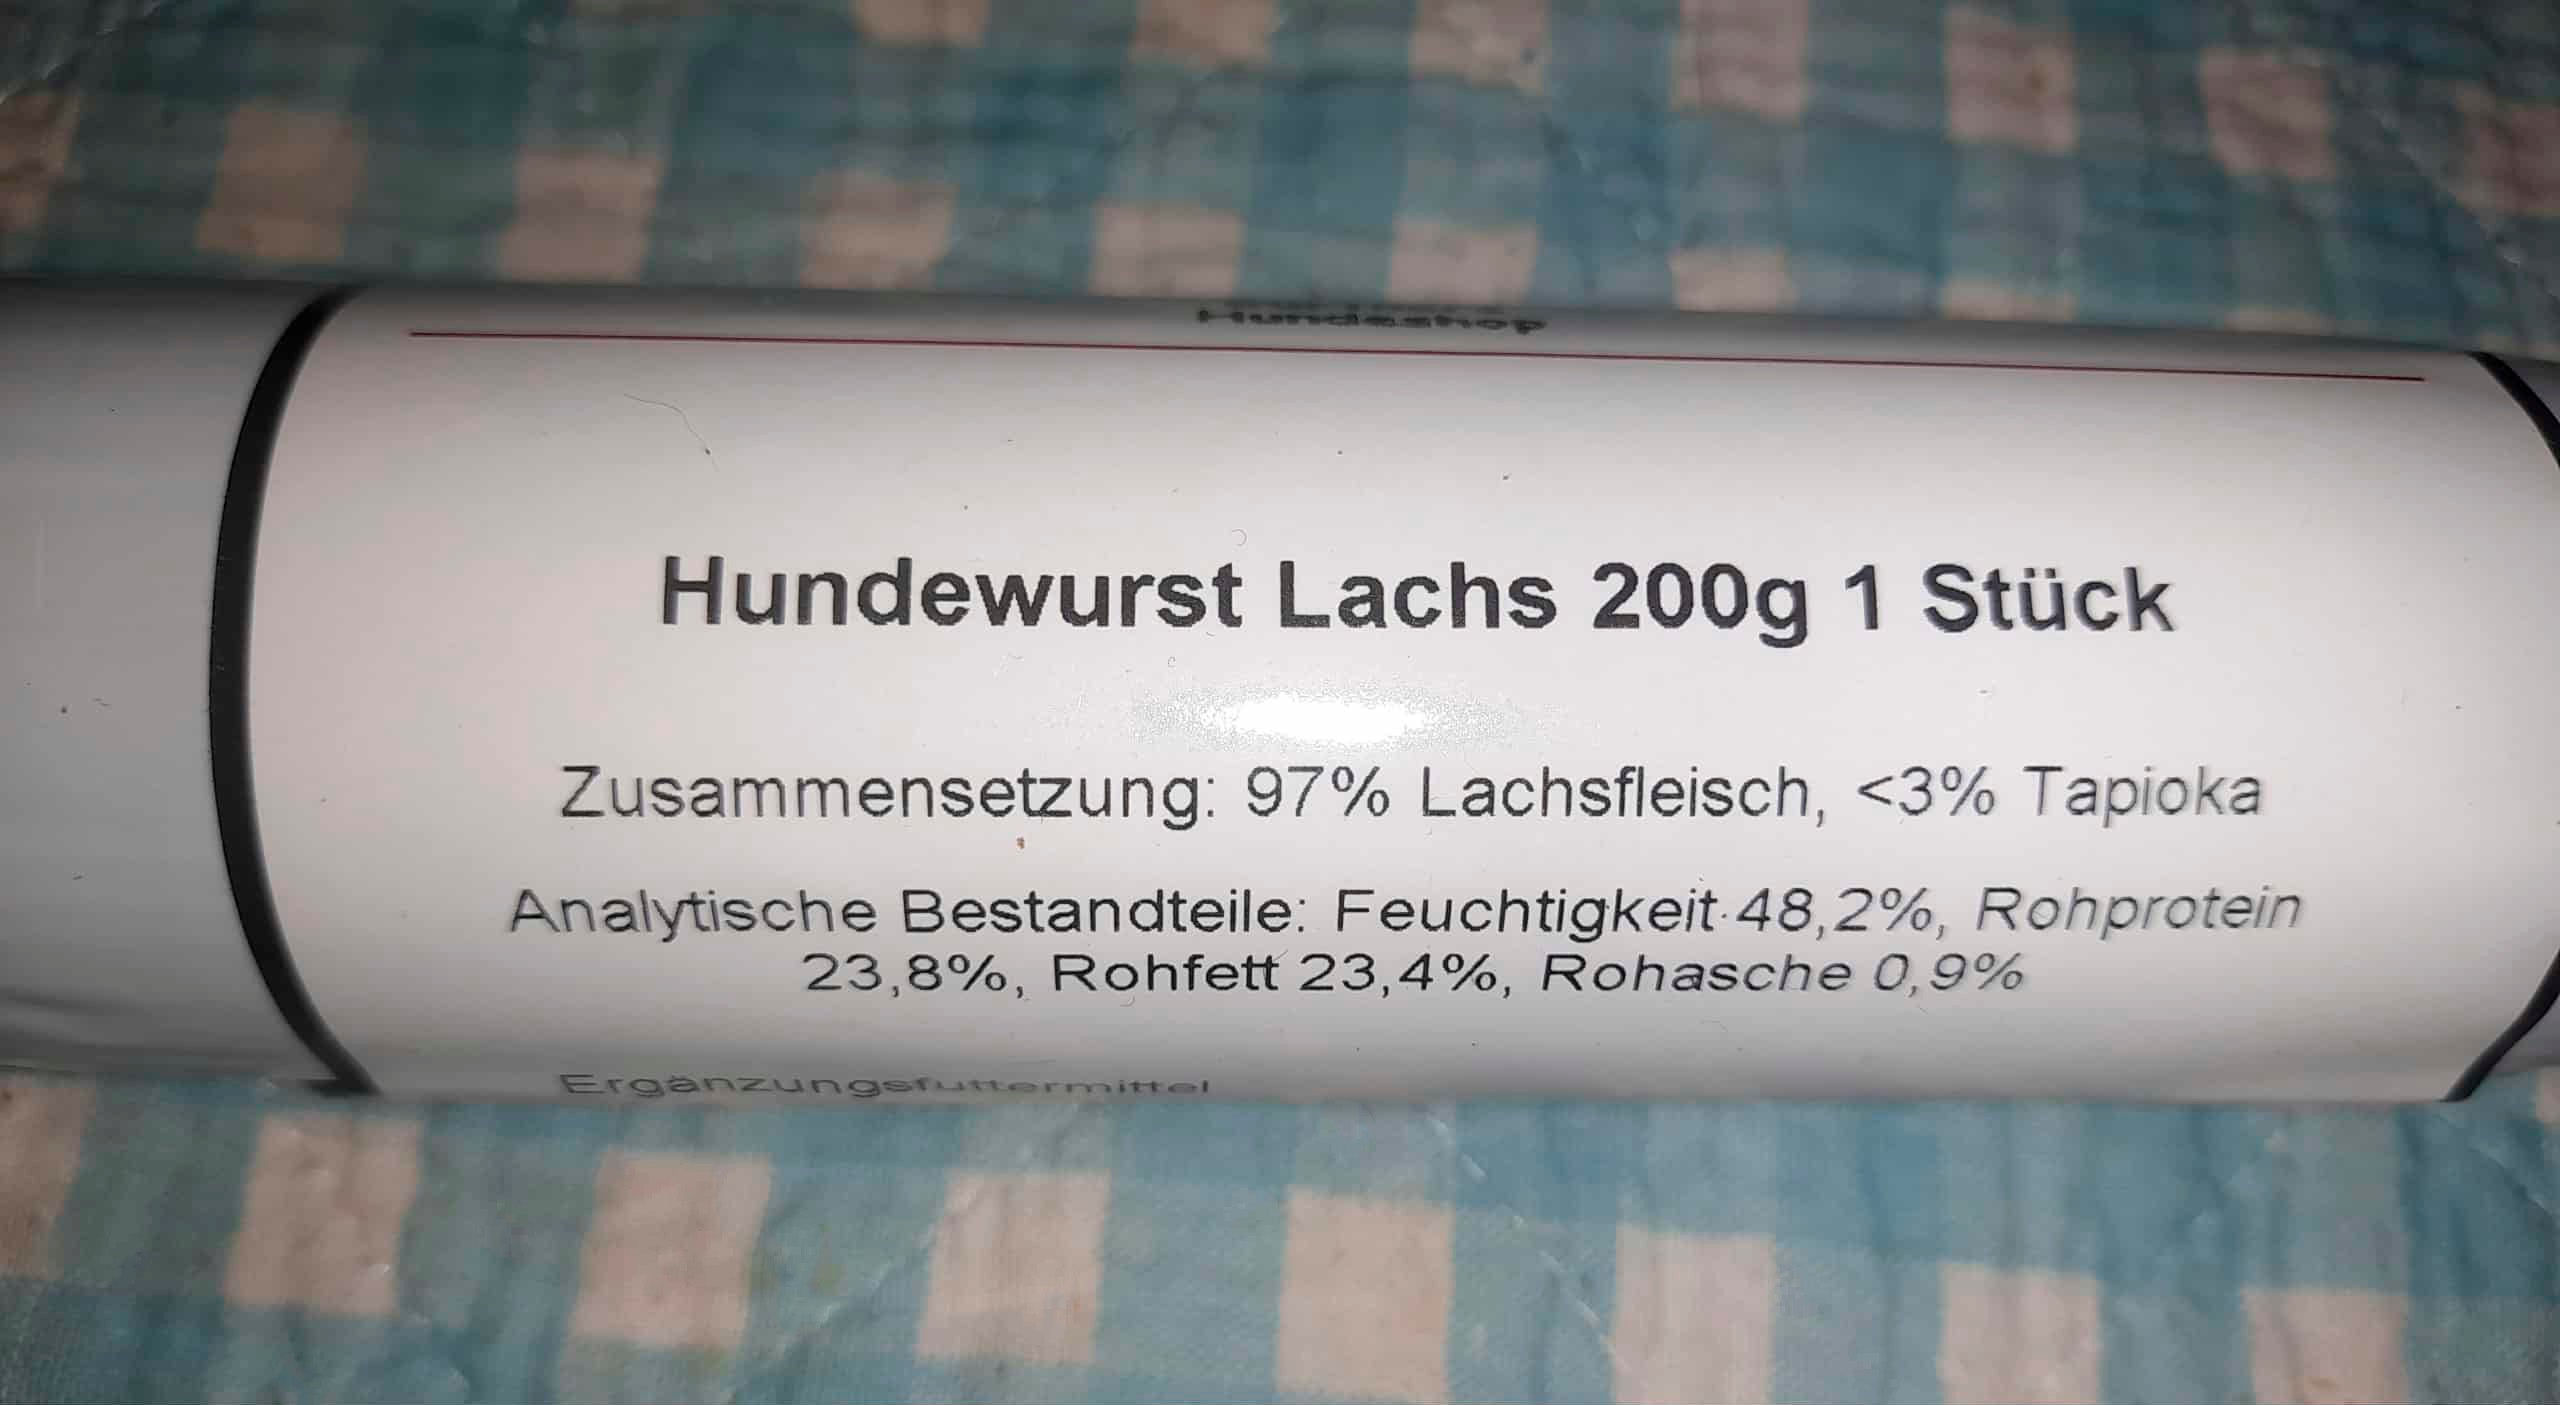 Hundeshop
Hundewurst Lachs 200g 1 Stück
Zusammensetzung: 97% Lachsfleisch, <3% Tapioka
Analytische Bestandteile: Feuchtigkeit 48,2%, Rohprotein
23,8%, Rohfett 23,4%, Rohasche 0,9%
Ergänzungsfuttermittel